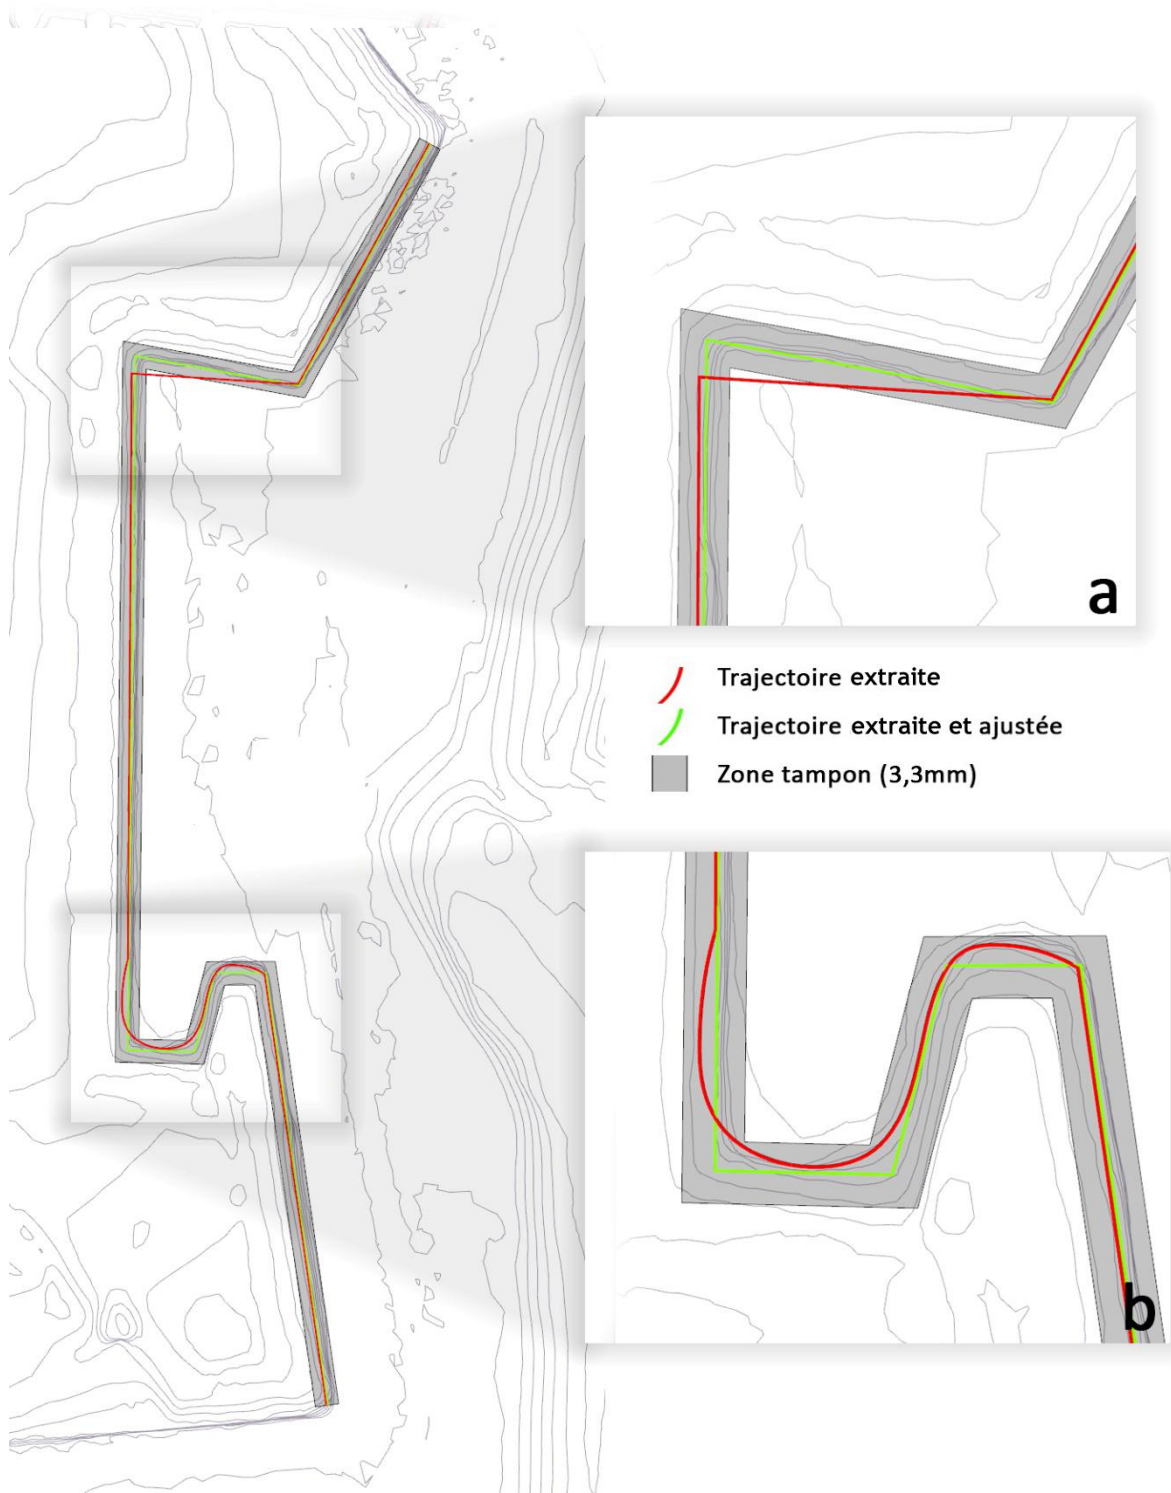 a
Trajectoire extraite
Trajectoire extraite et ajustée
Zone tampon (3,3mm)
b